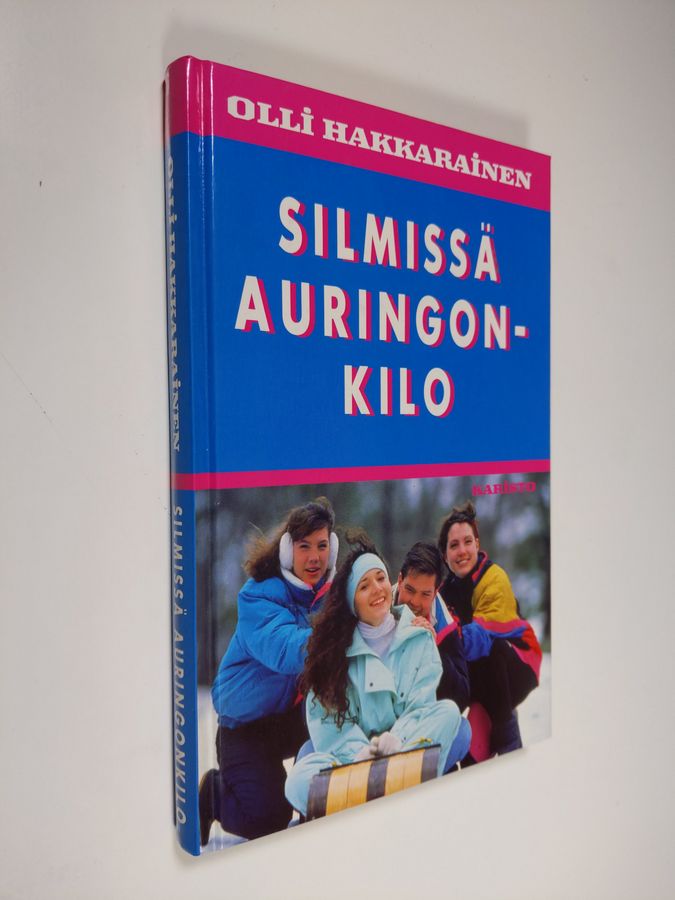 OLLi HAKKARAiNEN
SILMISSÄ
AURINGON-
KILO
KARiSTO
OLLi HAKKARAiNEN SILMISSÄ AURINGONKILO